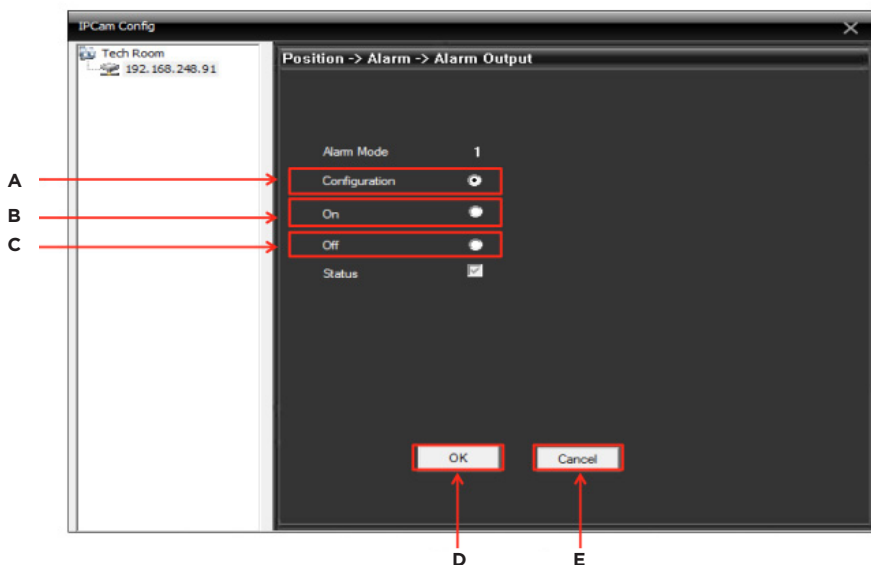 IPCam Config
Tech Room
192.168.248.91
Position -> Alarm -> Alarm Output
Alarm Mode 1
A Configuration
B On
C Off
Status
OK Cancel
D E